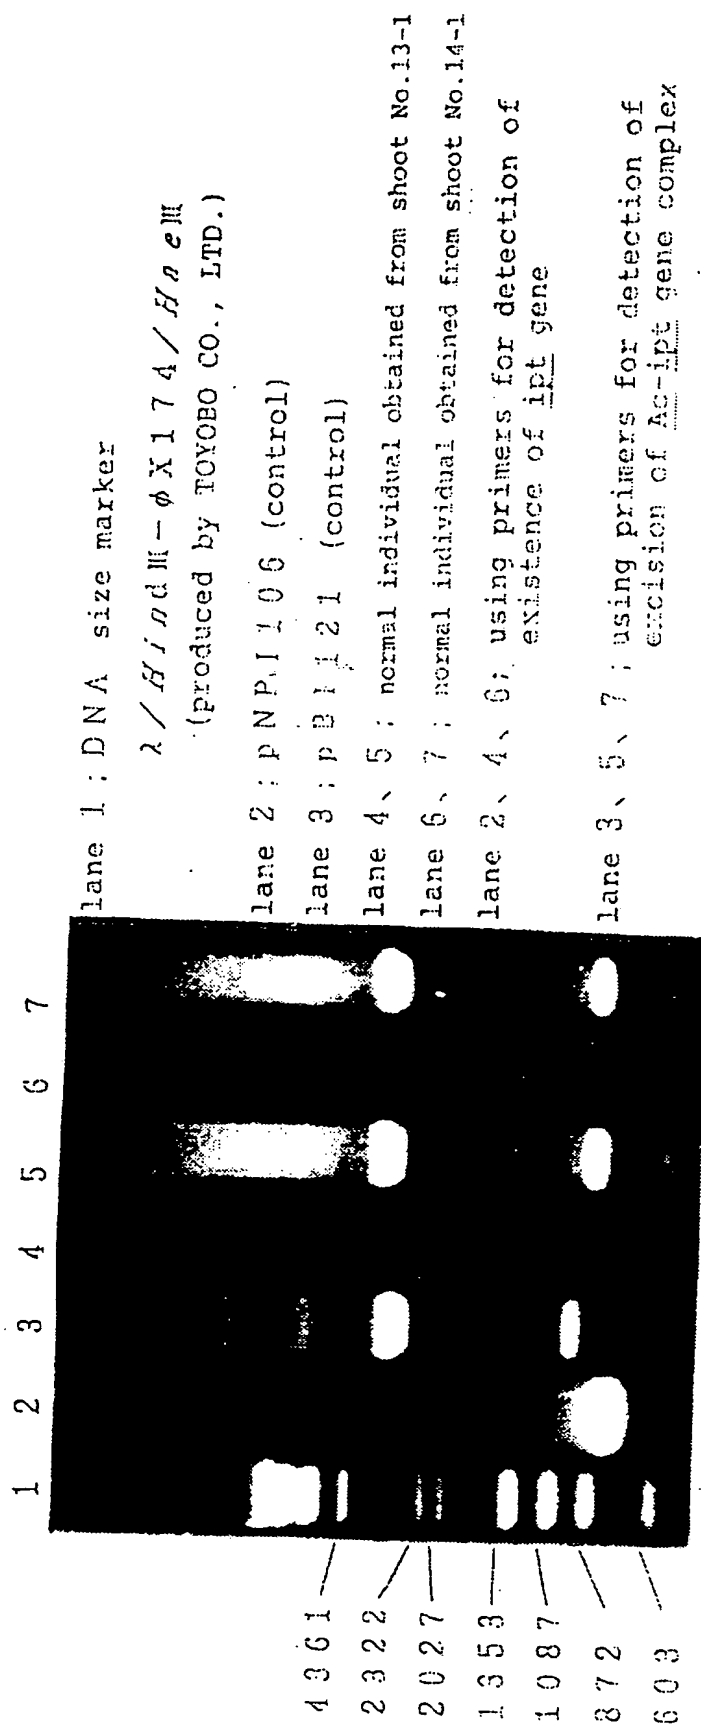 1 2 3 4 5 6 7
4361
2322
2027
1353
1087
872
603
lane 1 ; DNA size marker
λ / Hind Ⅲ - φX174 / Hae Ⅲ
(produced by TOYOBO CO., LTD.)
lane 2 ; pNPI106 (control)
lane 3 ; pBI121 (control)
lane 4、5 ; normal individual obtained from shoot No.13-1
lane 6、7 ; normal individual obtained from shoot No.14-1
lane 2、4、6; using primers for detection of
existence of ipt gene
lane 3、5、7 ; using primers for detection of
excision of Ac-ipt gene complex